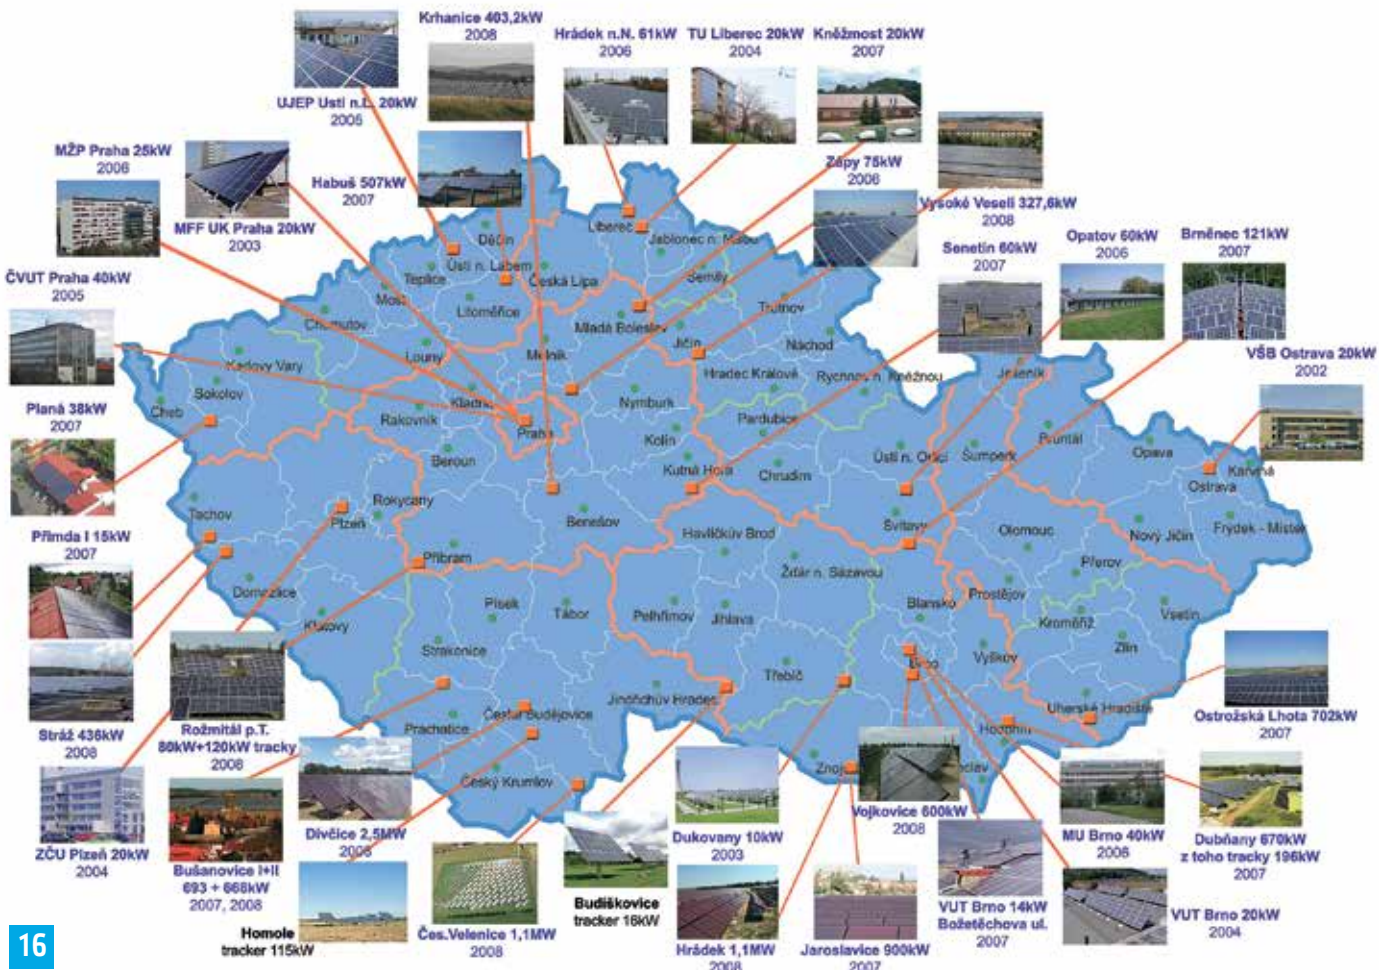 Krhanice 403,2kW
2008
Hrádek n.N. 61kW
2006
TU Liberec 20kW
2004
Kněžmost 20kW
2007
UJEP Usti n.L. 20kW
2005
MŽP Praha 25kW
2006
Habuš 507kW
2007
MFF UK Praha 20kW
2003
Zápy 75kW
2006
Vysoké Veselí 327,6kW
2008
Senetín 60kW
2007
Opatov 60kW
2006
Brněnec 121kW
2007
ČVUT Praha 40kW
2005
VŠB Ostrava 20kW
2002
Planá 38kW
2007
Přimda I 15kW
2007
Stráž 436kW
2008
Rožmitál p.T.
80kW+120kW tracky
2008
ZČU Plzeň 20kW
2004
Bušanovice I+II
693 + 668kW
2007, 2008
Divčice 2,5MW
Homole
tracker 115kW
Čes.Velenice 1,1MW
2008
Budíškovice
tracker 16kW
Dukovany 10kW
2003
Hrádek 1,1MW
2008
Jaroslavice 900kW
2007
Vojkovice 600kW
2008
VUT Brno 14kW
Božetěchova ul.
2007
MU Brno 40kW
VUT Brno 20kW
2004
Dubňany 670kW
z toho tracky 196kW
2007
Ostrožská Lhota 702kW
2007
Děčín
Ústí n. Labem
Teplice
Most
Chomutov
Litoměřice
Česká Lípa
Liberec
Jablonec n. Nisou
Semily
Trutnov
Náchod
Jičín
Mladá Boleslav
Mělník
Louny
Karlovy Vary
Sokolov
Cheb
Rakovník
Kladno
Praha
Beroun
Nymburk
Kolín
Kutná Hora
Hradec Králové
Rychnov n. Kněžnou
Pardubice
Chrudim
Ústí n. Orlicí
Svitavy
Šumperk
Jeseník
Bruntál
Opava
Karviná
Ostrava
Frýdek - Místek
Nový Jičín
Olomouc
Přerov
Prostějov
Kroměříž
Vsetín
Zlín
Uherské Hradiště
Hodonín
Vyškov
Blansko
Brno
Znojmo
Třebíč
Jihlava
Žďár n. Sázavou
Havlíčkův Brod
Pelhřimov
Benešov
Příbram
Rokycany
Plzeň
Tachov
Domažlice
Klatovy
Písek
Tábor
Strakonice
Prachatice
České Budějovice
Jindřichův Hradec
Český Krumlov
16